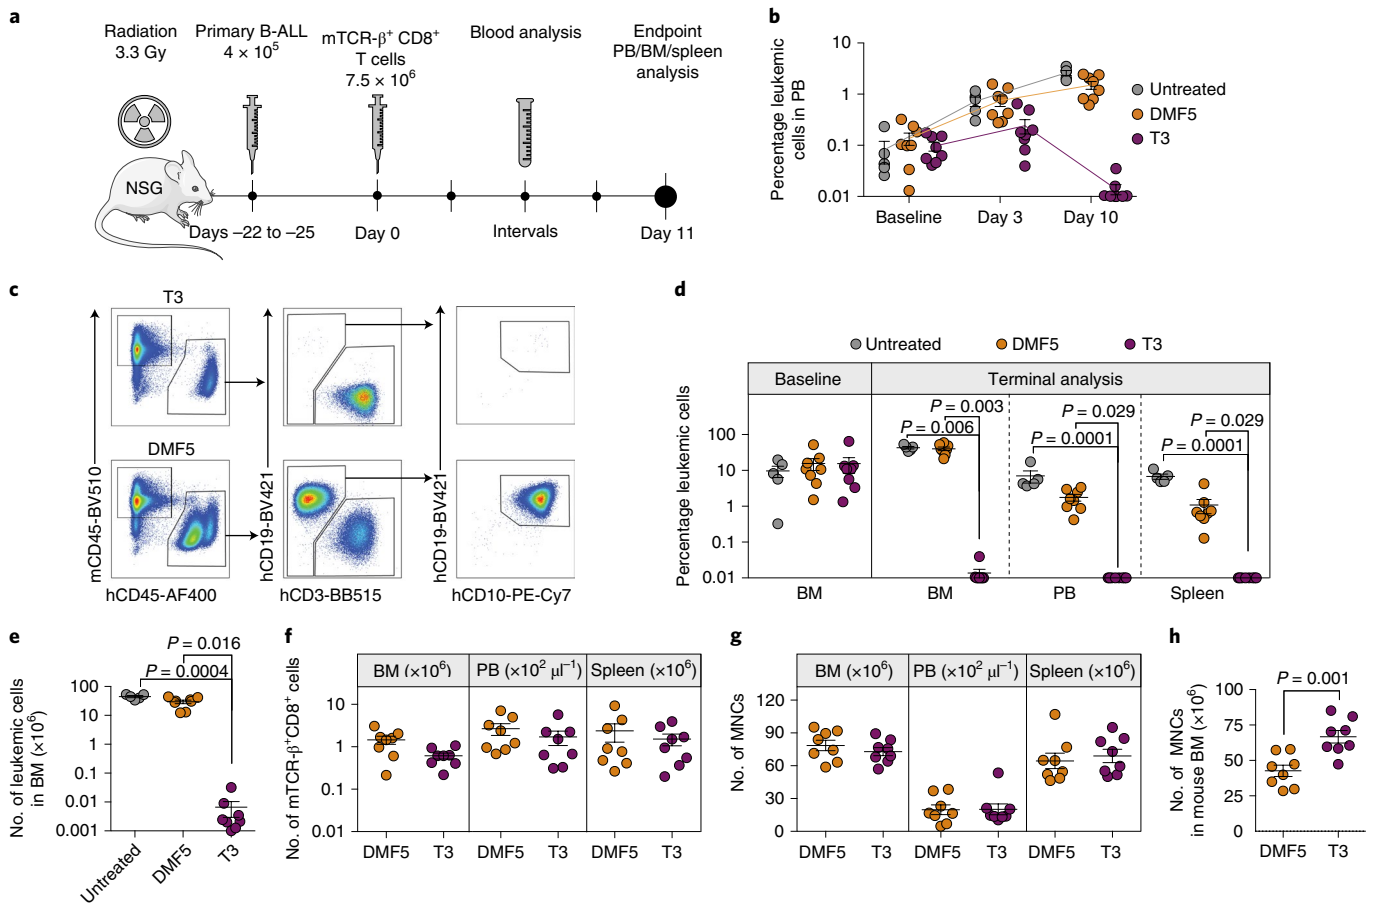 a
Radiation
3.3 Gy
Primary B-ALL
4 × 10⁵
mTCR-β⁺ CD8⁺
T cells
7.5 × 10⁶
Blood analysis
Endpoint
PB/BM/spleen
analysis
NSG
Days –22 to –25
Day 0
Intervals
Day 11
b
Percentage leukemic
cells in PB
10
1
0.1
0.01
Baseline
Day 3
Day 10
Untreated
DMF5
T3
c
T3
DMF5
mCD45-BV510
hCD45-AF400
hCD19-BV421
hCD3-BB515
hCD19-BV421
hCD10-PE-Cy7
d
Untreated
DMF5
T3
Baseline
Terminal analysis
Percentage leukemic cells
100
10
1
0.1
0.01
P = 0.003
P = 0.006
P = 0.029
P = 0.0001
P = 0.029
P = 0.0001
BM
BM
PB
Spleen
e
No. of leukemic cells
in BM (×10⁶)
P = 0.016
P = 0.0004
100
10
1
0.1
0.01
0.001
Untreated
DMF5
T3
f
No. of mTCR-β⁺CD8⁺ cells
BM (×10⁶)
PB (×10² µl⁻¹)
Spleen (×10⁶)
10
1
0.1
0.01
DMF5
T3
DMF5
T3
DMF5
T3
g
No. of MNCs
BM (×10⁶)
PB (×10² µl⁻¹)
Spleen (×10⁶)
120
90
60
30
0
DMF5
T3
DMF5
T3
DMF5
T3
h
No. of MNCs
in mouse BM (×10⁶)
P = 0.001
100
75
50
25
0
DMF5
T3